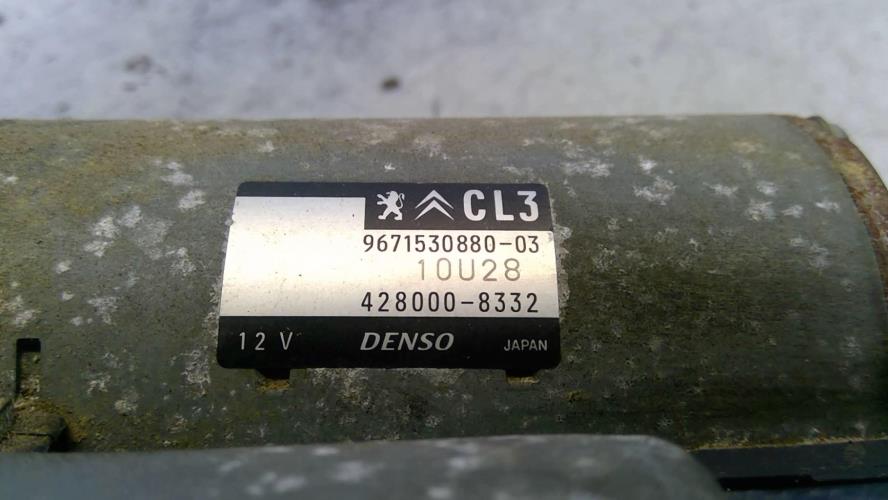 CL3
9671530880-03
10U28
428000-8332
12 V DENSO JAPAN